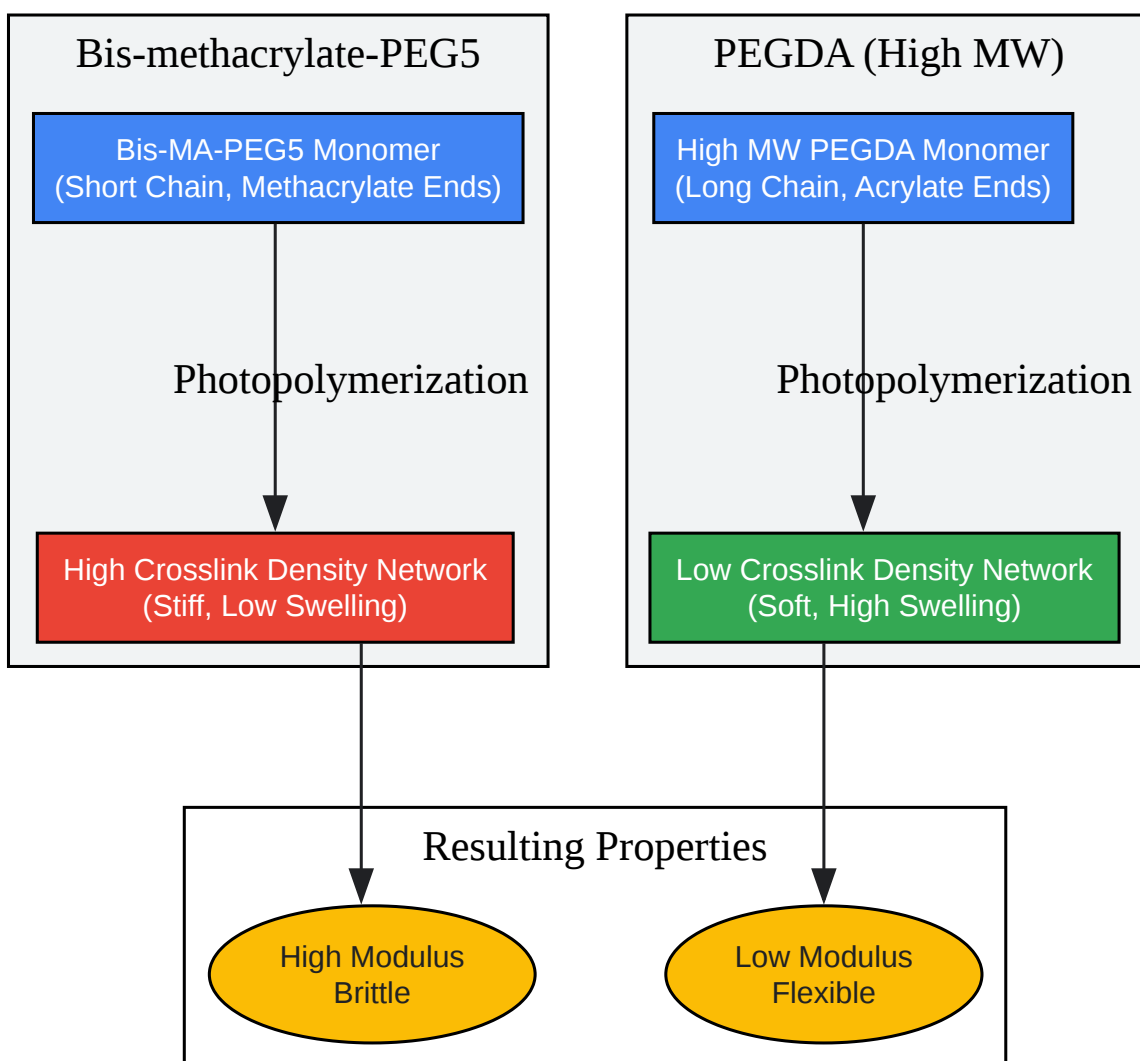 Bis-methacrylate-PEG5
Bis-MA-PEG5 Monomer
(Short Chain, Methacrylate Ends)
Photopolymerization
High Crosslink Density Network
(Stiff, Low Swelling)
PEGDA (High MW)
High MW PEGDA Monomer
(Long Chain, Acrylate Ends)
Photopolymerization
Low Crosslink Density Network
(Soft, High Swelling)
Resulting Properties
High Modulus
Brittle
Low Modulus
Flexible